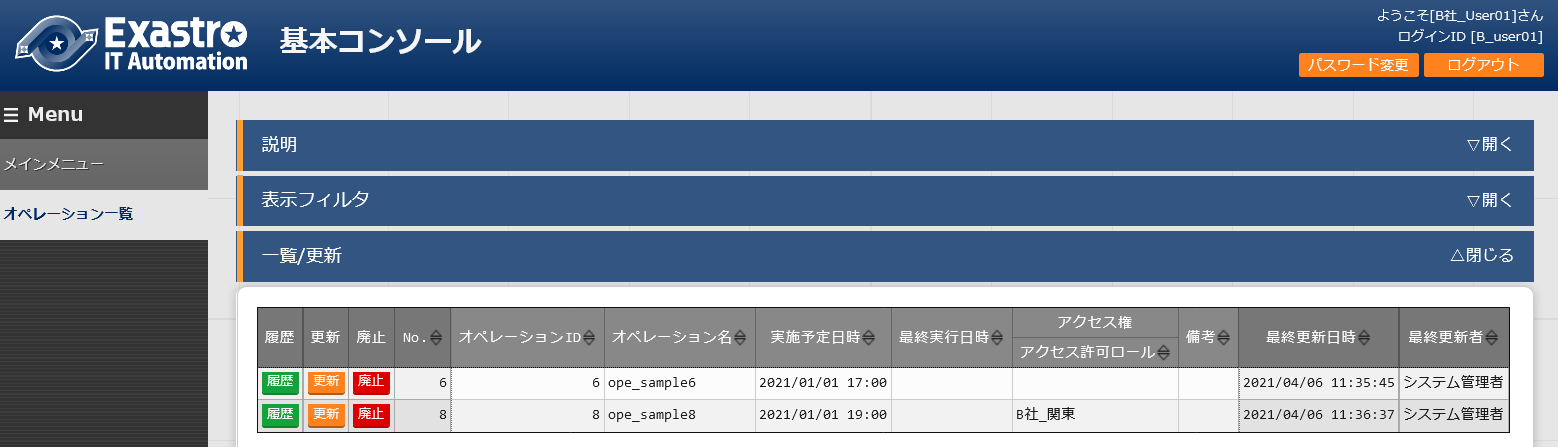 Exastro
IT Automation
基本コンソール
ようこそ[B社_User01]さん
ログインID [B_user01]
パスワード変更 ログアウト
Menu
メインメニュー
オペレーション一覧
説明 ▽開く
表示フィルタ ▽開く
一覧/更新 △閉じる
履歴 更新 廃止 No. オペレーションID オペレーション名 実施予定日時 最終実行日時 アクセス権 備考 最終更新日時 最終更新者
アクセス許可ロール
履歴 更新 廃止 6 6 ope_sample6 2021/01/01 17:00 2021/04/06 11:35:45 システム管理者
履歴 更新 廃止 8 8 ope_sample8 2021/01/01 19:00 B社_関東 2021/04/06 11:36:37 システム管理者